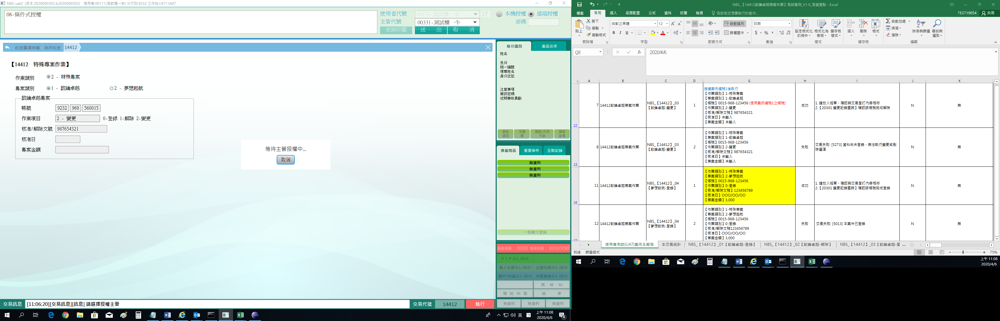 NBS-uat2 (版本:2020040302.b2020040302) 使用者:00171(測試櫃一辛) 分行別:9232 工作站:L9711A07
08-條件式授權
使用者代號 00171-測試櫃一辛 17 本機授權 遠端授權
主管代號 00331-測試櫃一牛 密碼
查詢印鑑 送 出 取 消
約定事項申請 存戶約定 14412
【14412 特殊專案作業】
作業類別 2 - 特殊專案
專案類別 1 - 啟鑰卓越 2 - 夢想起航
啟鑰卓越專案
帳號 9232 968 560015
作業項目 2 - 變更 0-登錄 1-解除 2-變更
核准/解除文號 987654321
核准日
專案金額
等待主管授權中...
取消
身分識別 產品往來
姓名
生日
統一編號
理專姓名
身分註記
注意事項
簡訊密碼
近期事故異動
顧客資訊 手續費 通路/共同行銷 顧客影像
推薦商品 重要事件 互動記錄
無資料
無資料
無資料
一般轉介登錄
服務號碼: 0000 等候時間: 00分00秒
VIP:0人 00分
個人交易:0人 00分 企業交易:0人 00分
開戶/申請:0人 00分 外匯業務:0人 00分
再 呼 叫
預 約 叫 號 結 束
無資料 無資料 無資料
交易訊息 [11:06:20][交易訊息][訊息] 請選擇授權主管 交易代號 14412 執行
英 上午 11:08
2020/4/6 4
NBS_【14412啟鑰卓越專案作業】測試案例_V1.0_測資盤點 - Excel
檔案 常用 插入 版面配置 公式 資料 校閱 檢視 告訴我您想要執行的動作... TEST19054 共用
貼上 剪下 複製 複製格式 剪貼簿
微軟正黑體 12 B I U 字型
自動換列 跨欄置中 對齊方式
日期 $ % 數值
設定格式化的條件 格式化為表格 儲存格樣式 樣式
插入 刪除 格式 儲存格
自動加總 填滿 清除 排序與篩選 尋找與選取 編輯
Q8 fx 2020/4/6
A B C D G H I J K
12
7 14412啟鑰卓越專案作業
NBS_【14412】_03
【啟鑰卓越-變更】
1
接續案例編號1後執行
【作業類別】1-特殊專案
【專案類別】1-啟鑰卓越
【帳號】0015-968-123456 (使用案例編號1之帳號)
【作業類別】2-變更
【核准/解除文號】987654321
【核准日】未輸入
【專案金額】未輸入
成功
1. 請放入短單，確認與交易登打內容相符
2.【20301 變更記錄查詢】確認該帳號完成解除
N 無
13
8 14412啟鑰卓越專案作業
NBS_【14412】_03
【啟鑰卓越-變更】
2
【作業類別】1-特殊專案
【專案類別】1-啟鑰卓越
【帳號】0015-968-123456
【作業類別】2-變更
【核准/解除文號】987654321
【核准日】未輸入
【專案金額】未輸入
失敗
交易失敗: [5273] 資料尚未登錄，無法執行變更或刪
除選項
N 無
16
11 14412啟鑰卓越專案作業
NBS_【14412】_04
【夢想啟航-登錄】
1
【作業類別】1-特殊專案
【專案類別】2-夢想起航
【帳號】0015-968-123456
【作業類別】0-登錄
【核准/解除文號】123456789
【核准日】OOO/OO/OO
【專案金額】3,000
成功
1. 請放入短單，確認與交易登打內容相符
2.【20301 變更記錄查詢】確認該帳號完成登錄
N 無
17
12 14412啟鑰卓越專案作業
NBS_【14412】_04
【夢想啟航-登錄】
2
【作業類別】1-特殊專案
【專案類別】2-夢想起航
【帳號】0015-968-123456
【作業類別】0-登錄
【核准/解除文號123456789
【核准日】OOO/OO/OO
【專案金額】3,000
失敗
交易失敗: [5013] 本案件已登錄
N 無
使用者測試(UAT)案例＆報告 本交易統計 NBS_【14412】_01【啟鑰卓越-登錄】 NBS_【14412】_02【啟鑰卓越-解除】 NBS_【14412】_03【啟鑰卓越-變 ...
就緒 篩選模式 75%
上午 11:08
2020/4/6